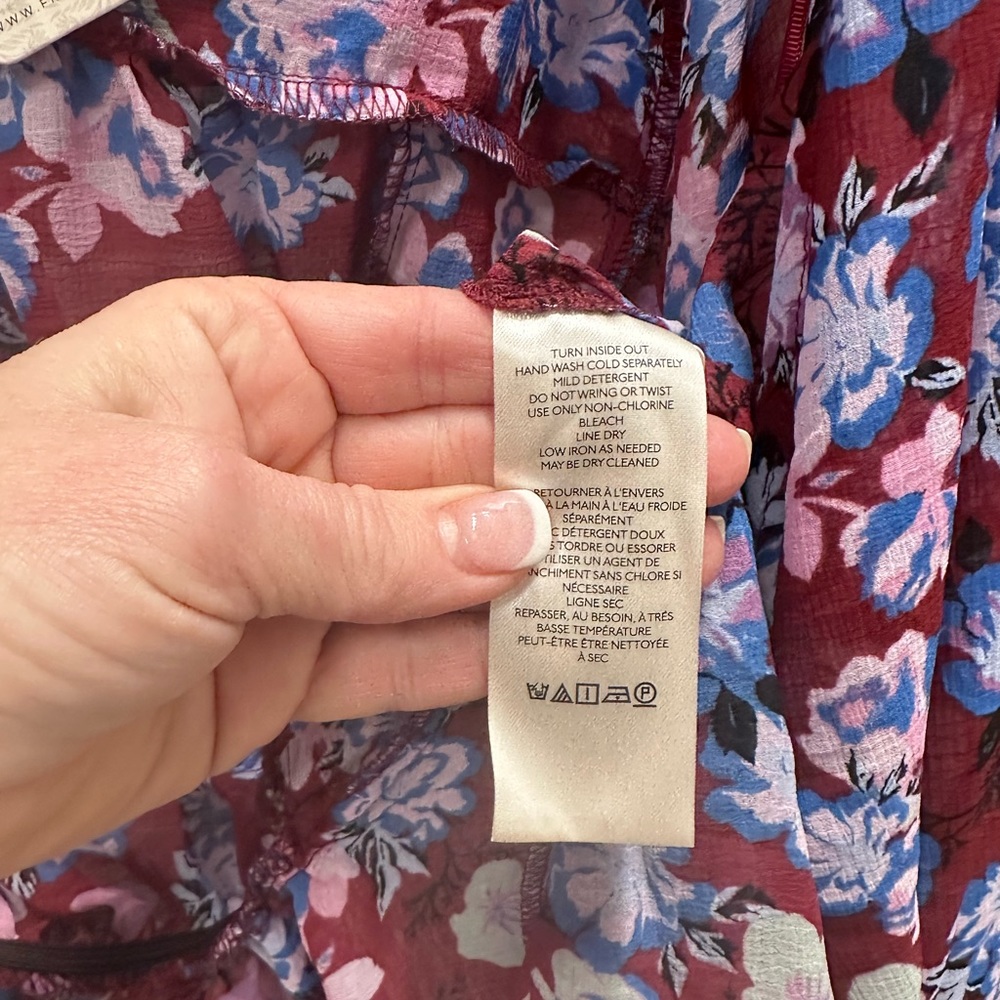 TURN INSIDE OUT
HAND WASH COLD SEPARATELY
MILD DETERGENT
DO NOT WRING OR TWIST
USE ONLY NON-CHLORINE
BLEACH
LINE DRY
LOW IRON AS NEEDED
MAY BE DRY CLEANED
RETOURNER À L'ENVERS
À LA MAIN À L'EAU FROIDE
SÉPARÉMENT
DÉTERGENT DOUX
TORDRE OU ESSORER
UN AGENT DE
SANS CHLORE SI
NÉCESSAIRE
LIGNE SEC
REPASSER, AU BESOIN, À TRÉS
BASSE TEMPÉRATURE
PEUT-ÊTRE ÊTRE NETTOYÉE
À SEC
P